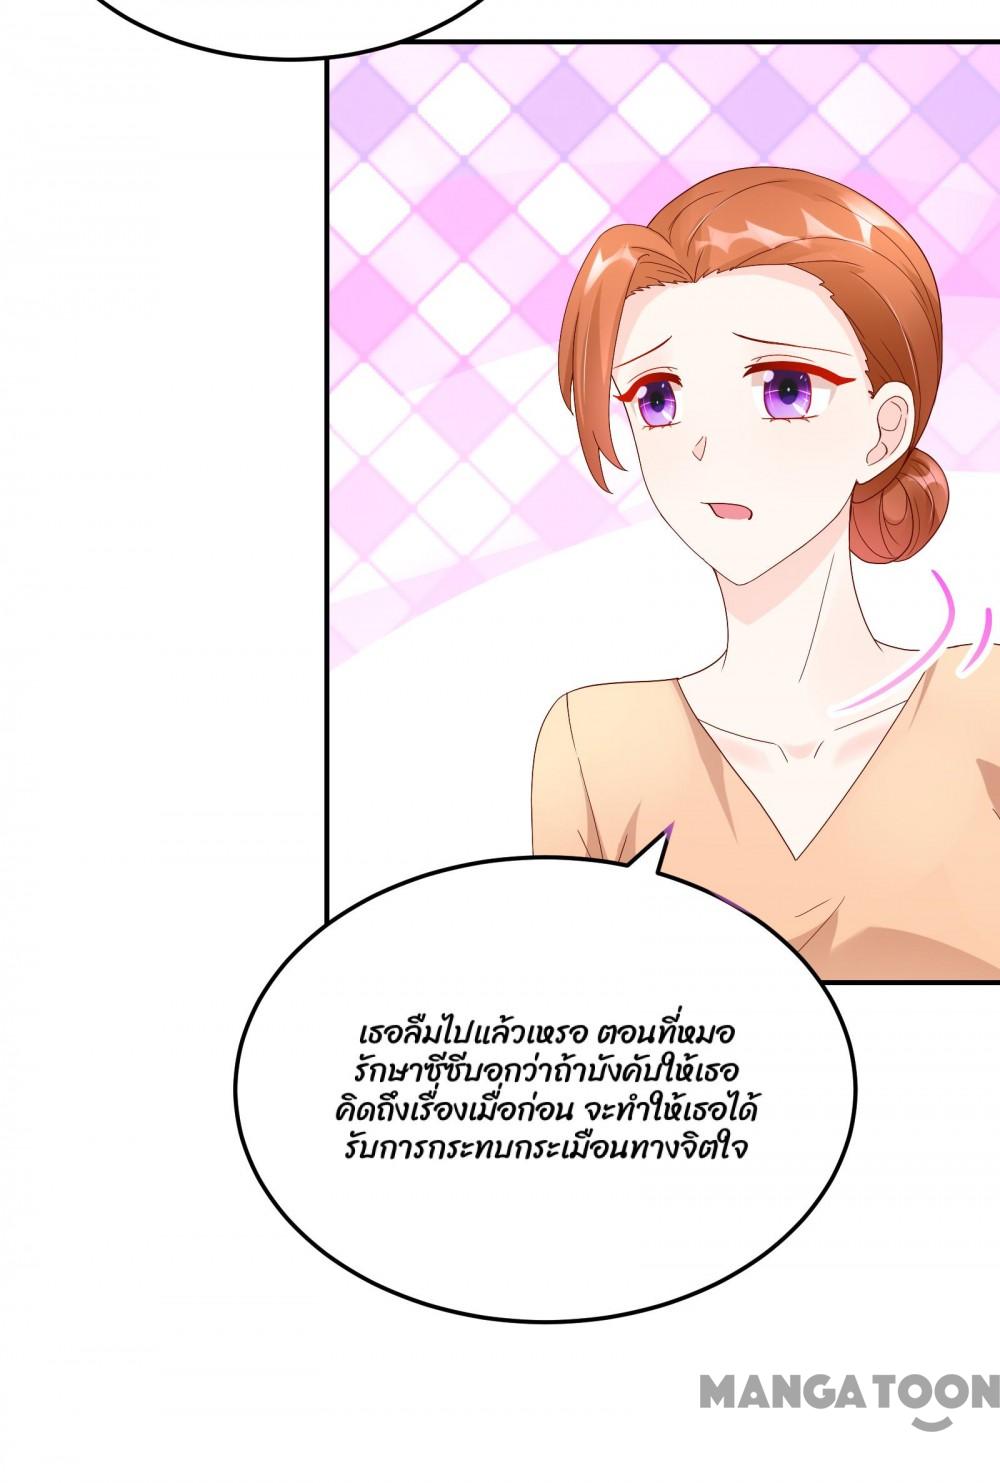 เธอลืมไปแล้วเหรอ ตอนที่หมอ
รักษาซีซีบอกว่าถ้าบังคับให้เธอ
คิดถึงเรื่องเมื่อก่อน จะทำให้เธอได้
รับการกระทบกระเมือนทางจิตใจ
MANGATOON